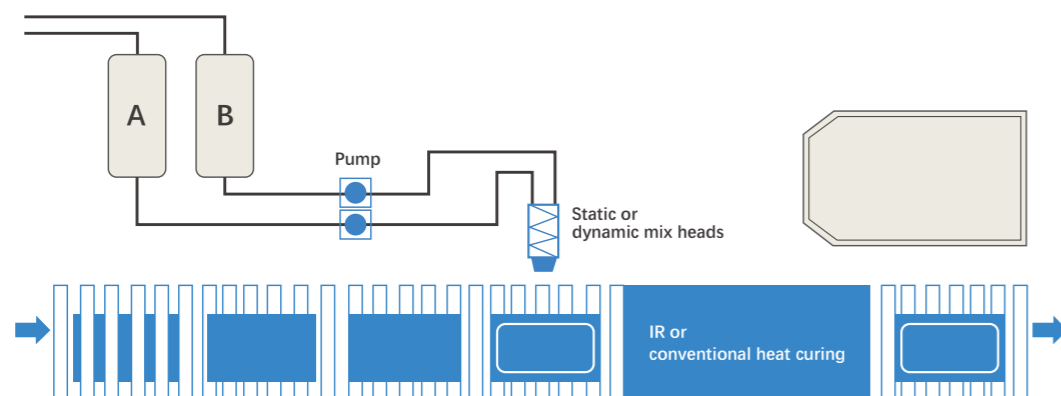 A
B
Pump
Static or
dynamic mix heads
IR or
conventional heat curing